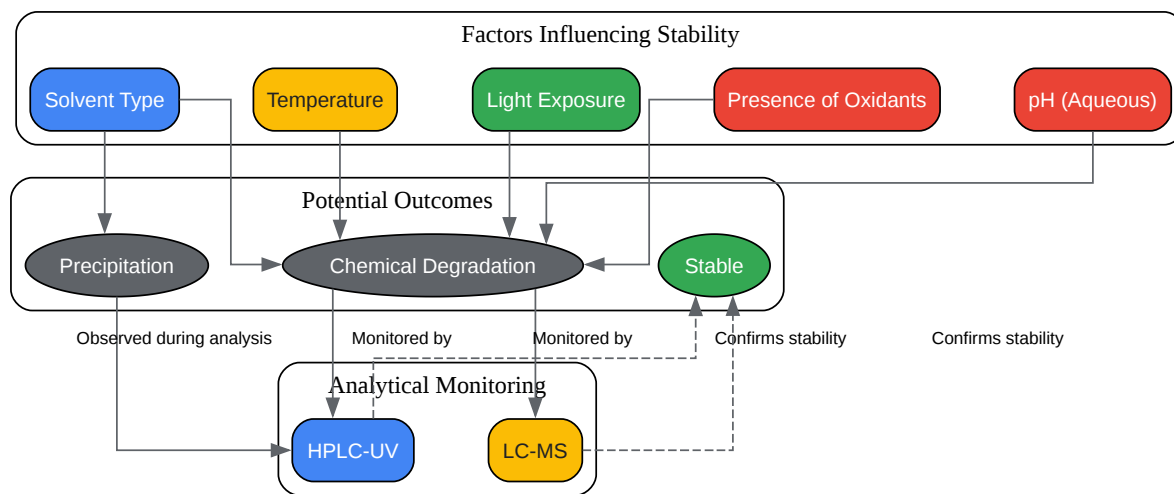 Factors Influencing Stability
Solvent Type
Temperature
Light Exposure
Presence of Oxidants
pH (Aqueous)
Potential Outcomes
Precipitation
Chemical Degradation
Stable
Observed during analysis
Monitored by
Monitored by
Confirms stability
Confirms stability
Analytical Monitoring
HPLC-UV
LC-MS